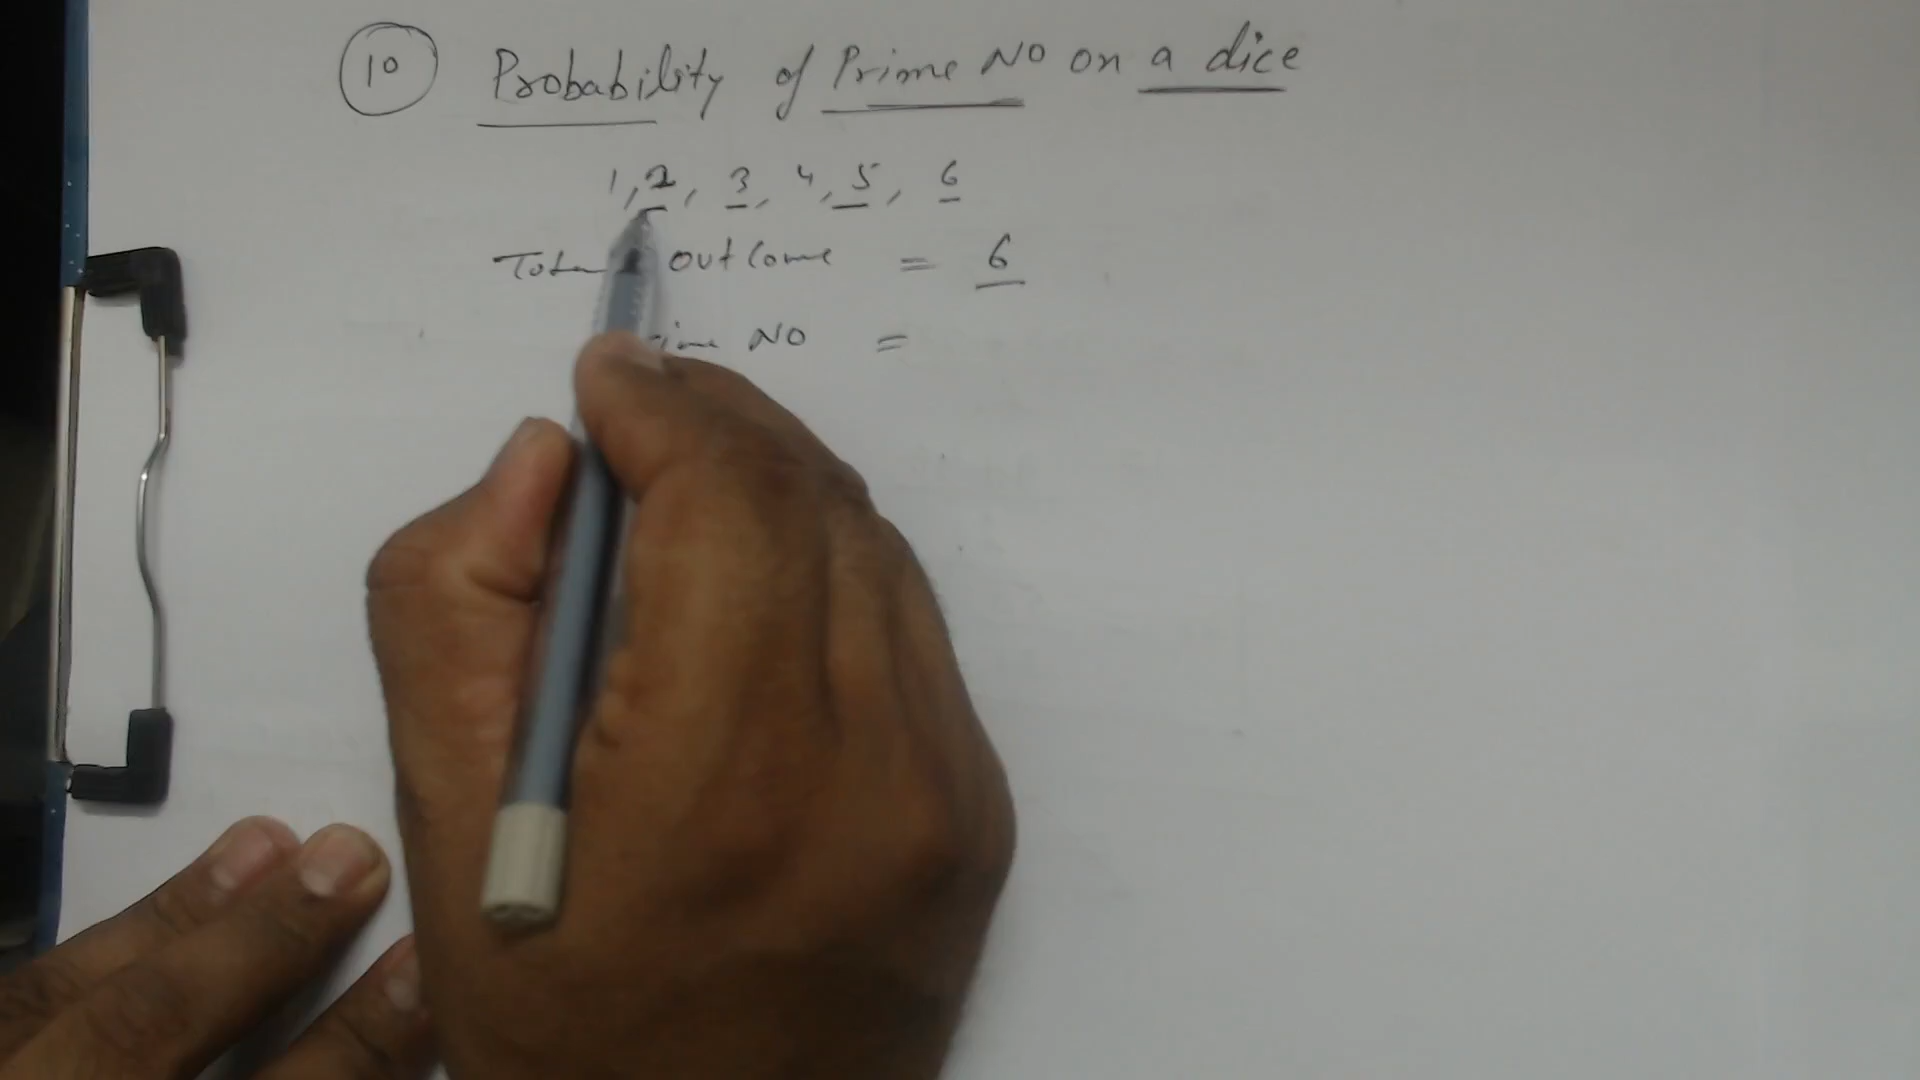 10 Probability of Prime NO on a dice
1, 2, 3, 4, 5, 6
outcome = 6
NO =